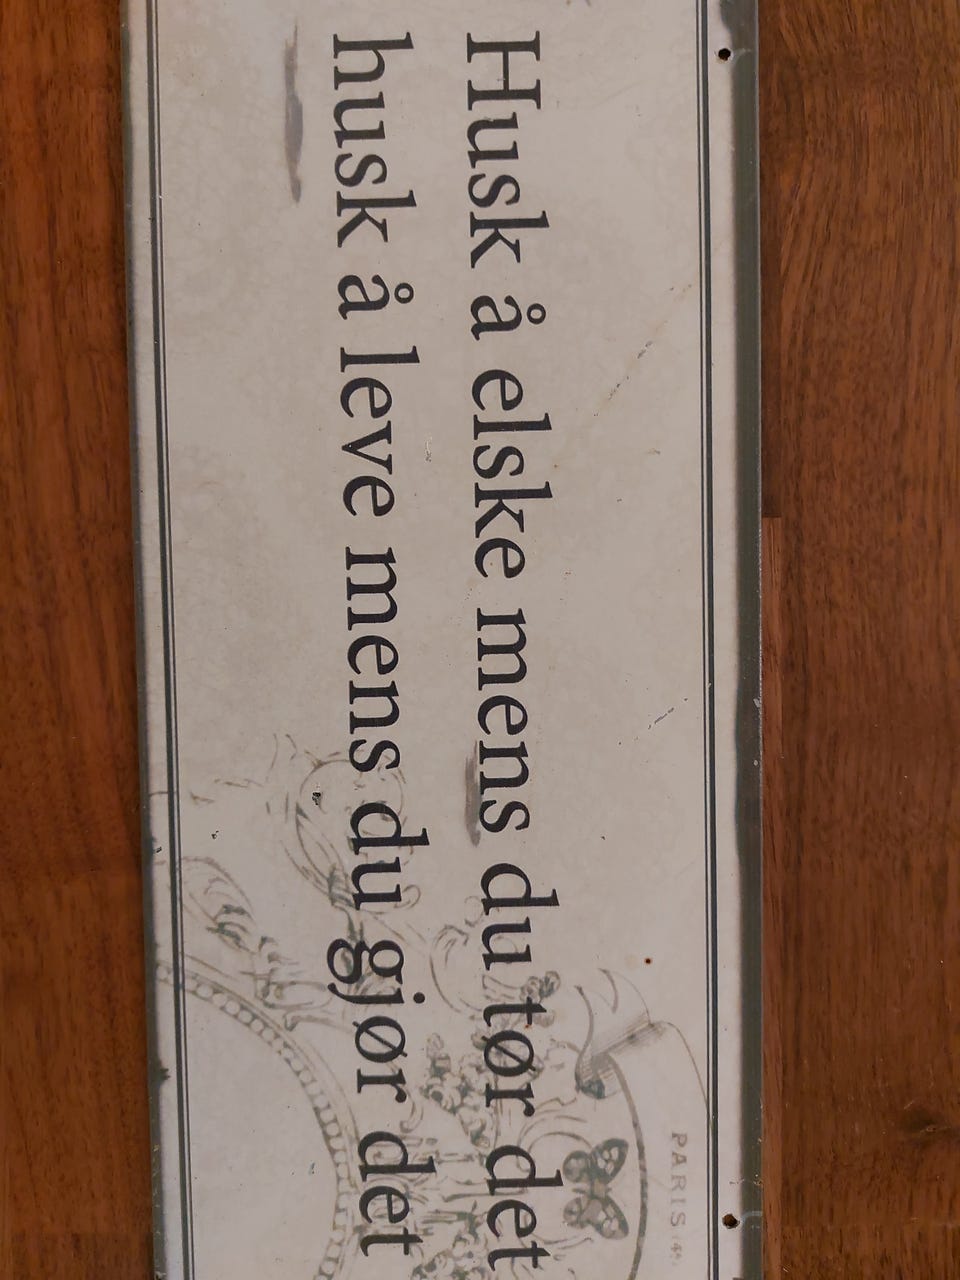 Husk å elske mens du tør det
husk å leve mens du gjør det
PARIS